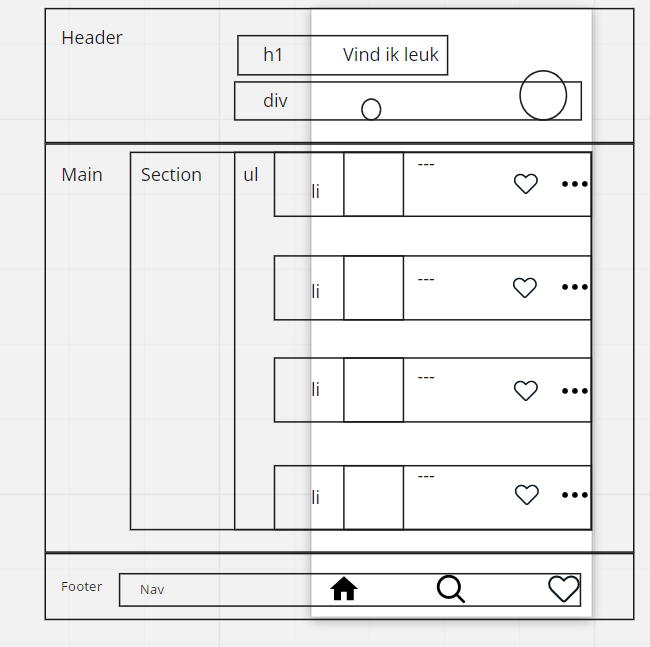 Header
h1 Vind ik leuk
div
Main Section ul
---
li
---
li
---
li
---
li
Footer Nav